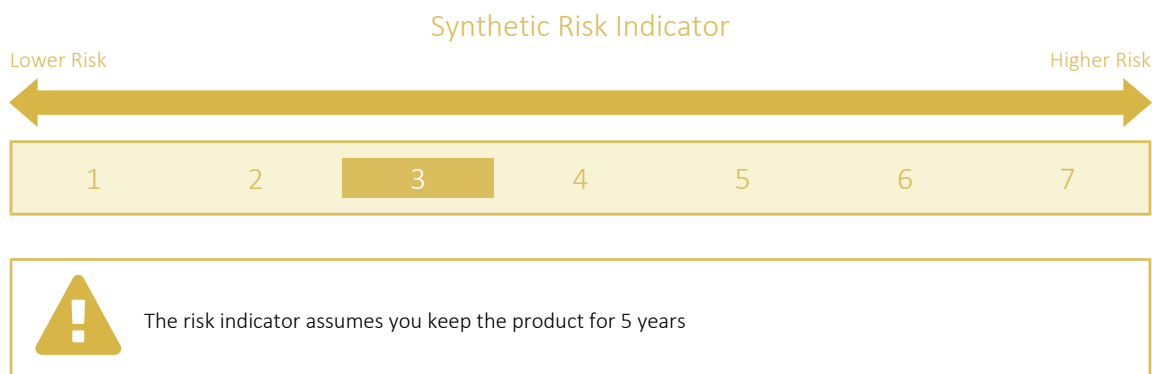 Synthetic Risk Indicator
Lower Risk
Higher Risk
1 2 3 4 5 6 7
The risk indicator assumes you keep the product for 5 years